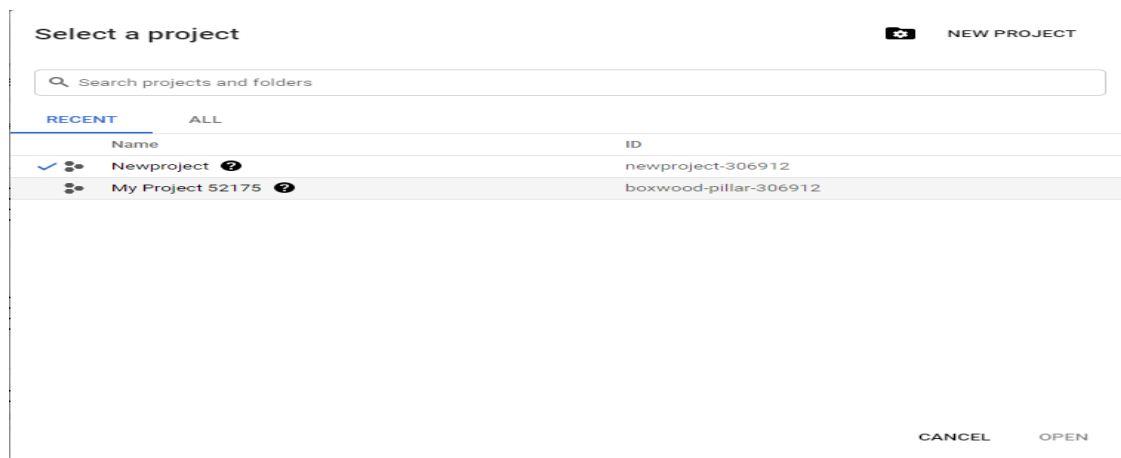 Select a project NEW PROJECT
Search projects and folders
RECENT ALL
Name ID
Newproject newproject-306912
My Project 52175 boxwood-pillar-306912
CANCEL OPEN